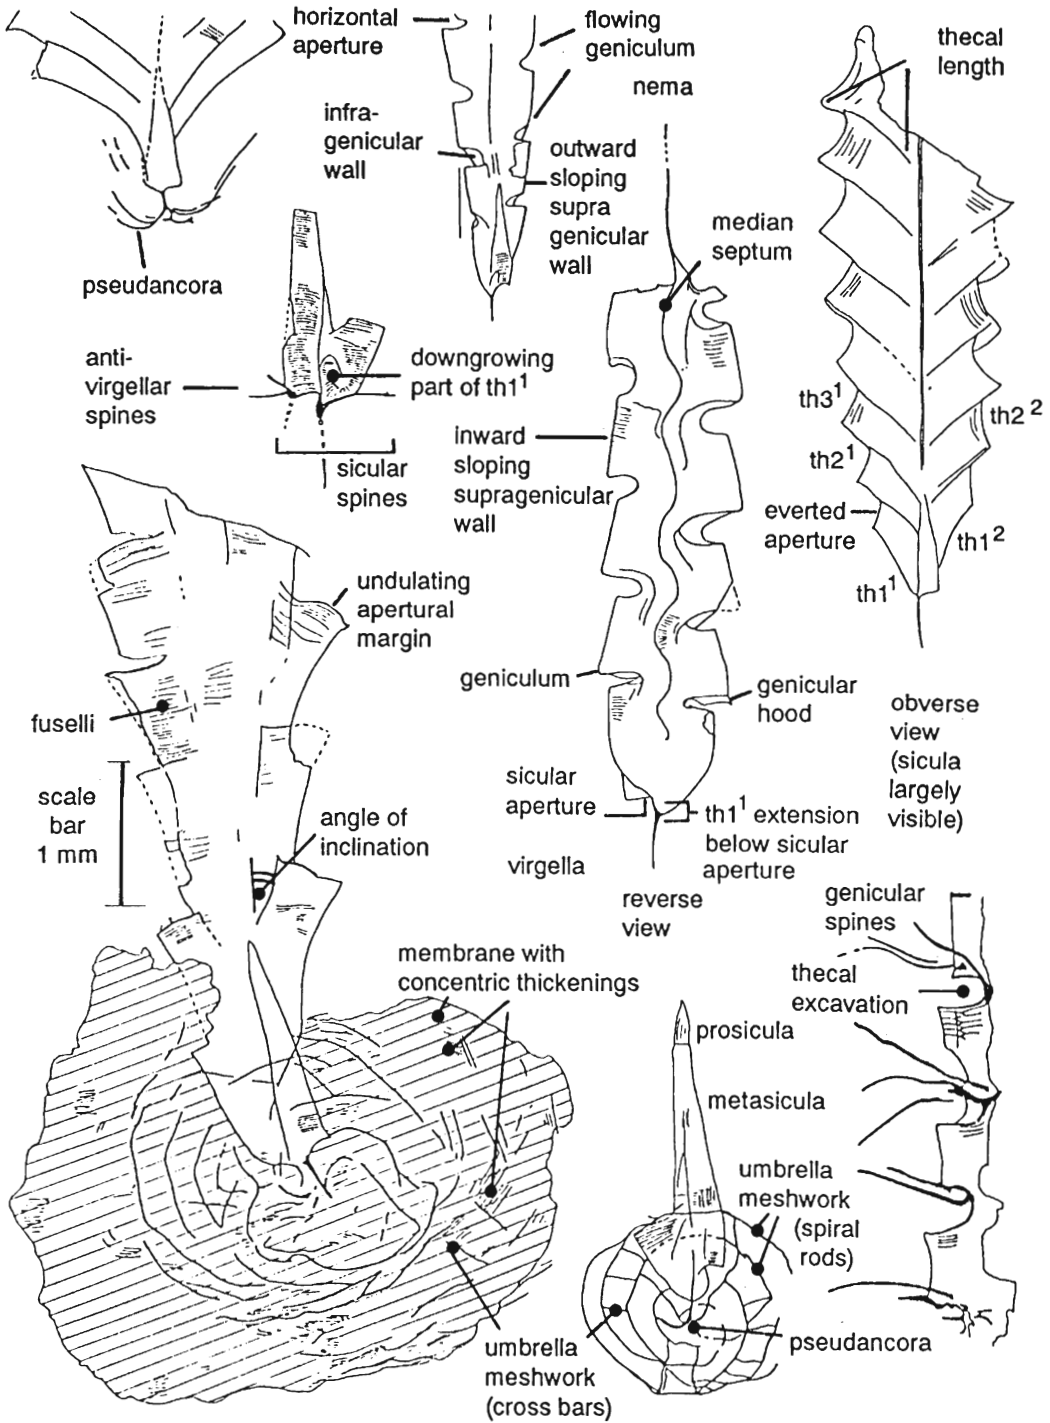 horizontal
aperture
flowing
geniculum
nema
thecal
length
infra-
genicular
wall
outward
sloping
supra
genicular
wall
median
septum
pseudancora
anti-
virgellar
spines
downgrowing
part of th1¹
sicular
spines
inward
sloping
supragenicular
wall
th3¹
th2²
th2¹
everted
aperture
th1²
th1¹
undulating
apertural
margin
geniculum
genicular
hood
obverse
view
(sicula
largely
visible)
fuselli
scale
bar
1 mm
angle of
inclination
sicular
aperture
th1¹ extension
below sicular
aperture
virgella
reverse
view
genicular
spines
thecal
excavation
membrane with
concentric thickenings
prosicula
metasicula
umbrella
meshwork
(spiral
rods)
pseudancora
umbrella
meshwork
(cross bars)